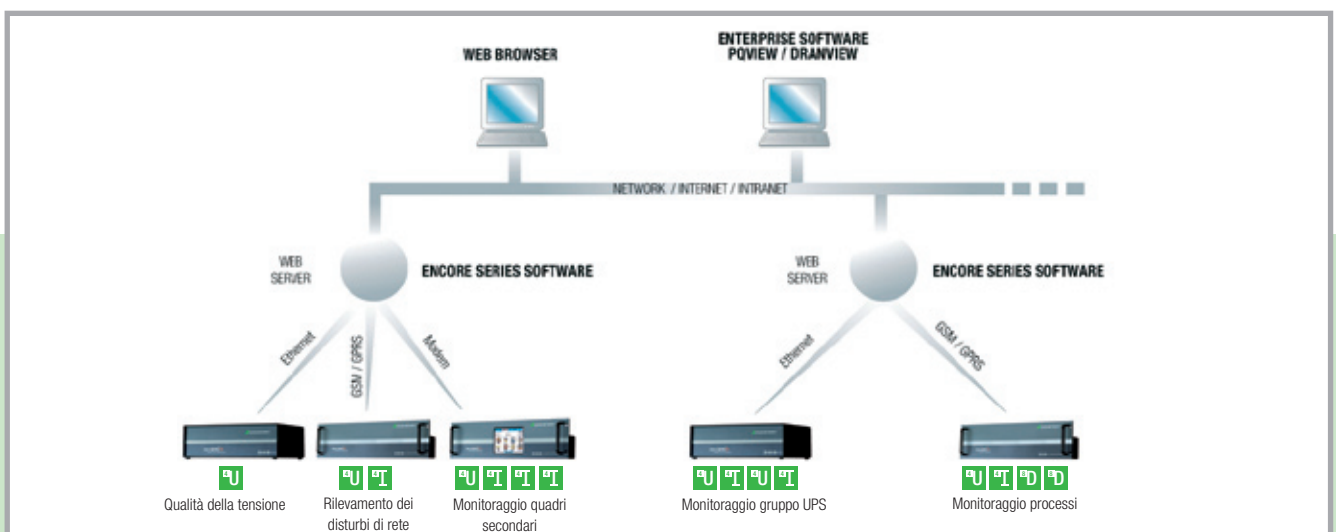 WEB BROWSER
ENTERPRISE SOFTWARE
PQVIEW / DRANVIEW
NETWORK / INTERNET / INTRANET
WEB
SERVER
ENCORE SERIES SOFTWARE
WEB
SERVER
ENCORE SERIES SOFTWARE
Ethernet
GSM / GPRS
Modem
Ethernet
GSM / GPRS
U
U I
U I I I
U I U I
U I D D
Qualità della tensione
Rilevamento dei
disturbi di rete
Monitoraggio quadri
secondari
Monitoraggio gruppo UPS
Monitoraggio processi